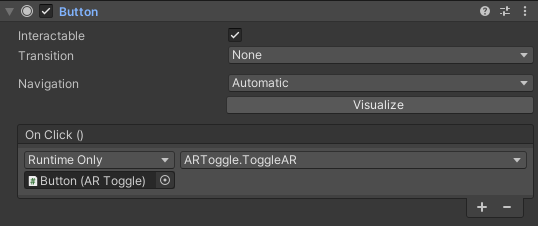 Button
Interactable
Transition None
Navigation Automatic
Visualize
On Click ()
Runtime Only ARToggle.ToggleAR
Button (AR Toggle)